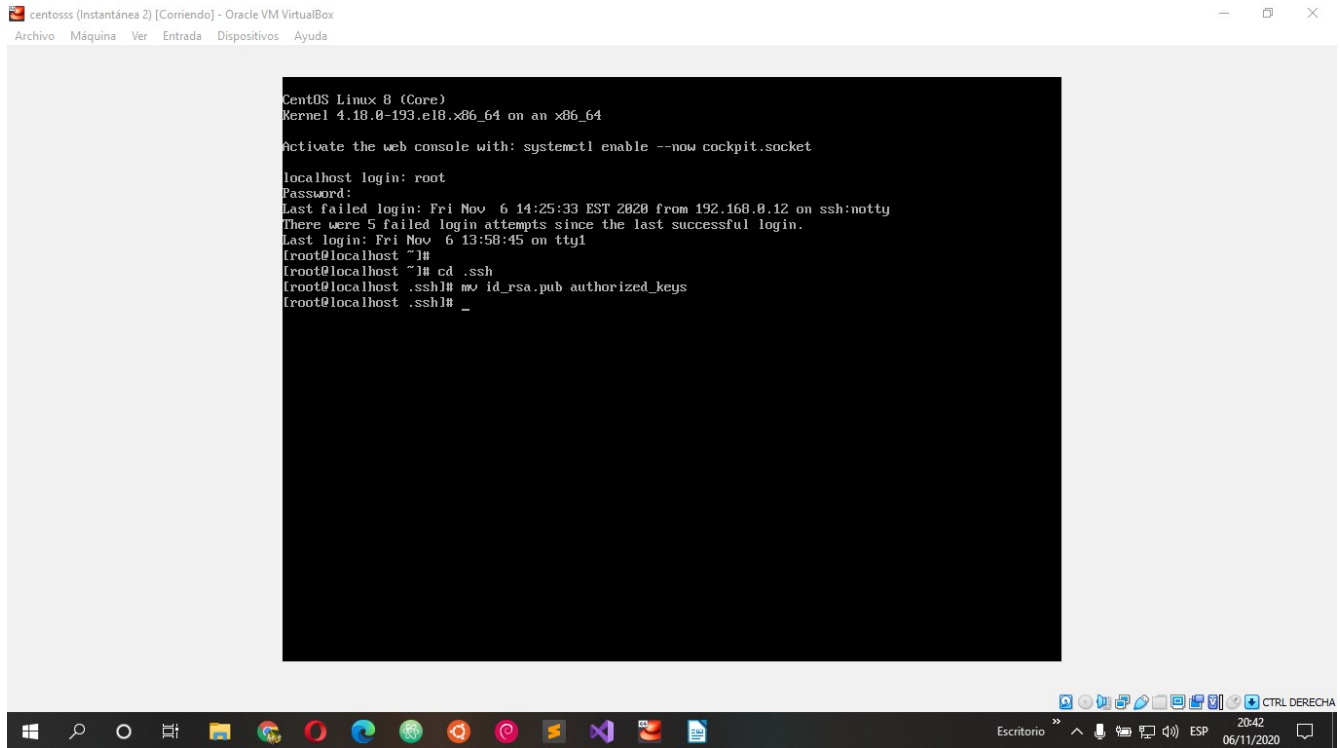 centosss (Instantánea 2) [Corriendo] - Oracle VM VirtualBox
Archivo Máquina Ver Entrada Dispositivos Ayuda
CentOS Linux 8 (Core)
Kernel 4.18.0-193.el8.x86_64 on an x86_64
Activate the web console with: systemctl enable --now cockpit.socket
localhost login: root
Password:
Last failed login: Fri Nov  6 14:25:33 EST 2020 from 192.168.0.12 on ssh:notty
There were 5 failed login attempts since the last successful login.
Last login: Fri Nov  6 13:58:45 on tty1
[root@localhost ~]#
[root@localhost ~]# cd .ssh
[root@localhost .ssh]# mv id_rsa.pub authorized_keys
[root@localhost .ssh]# _
CTRL DERECHA
Escritorio » ESP 20:42
06/11/2020